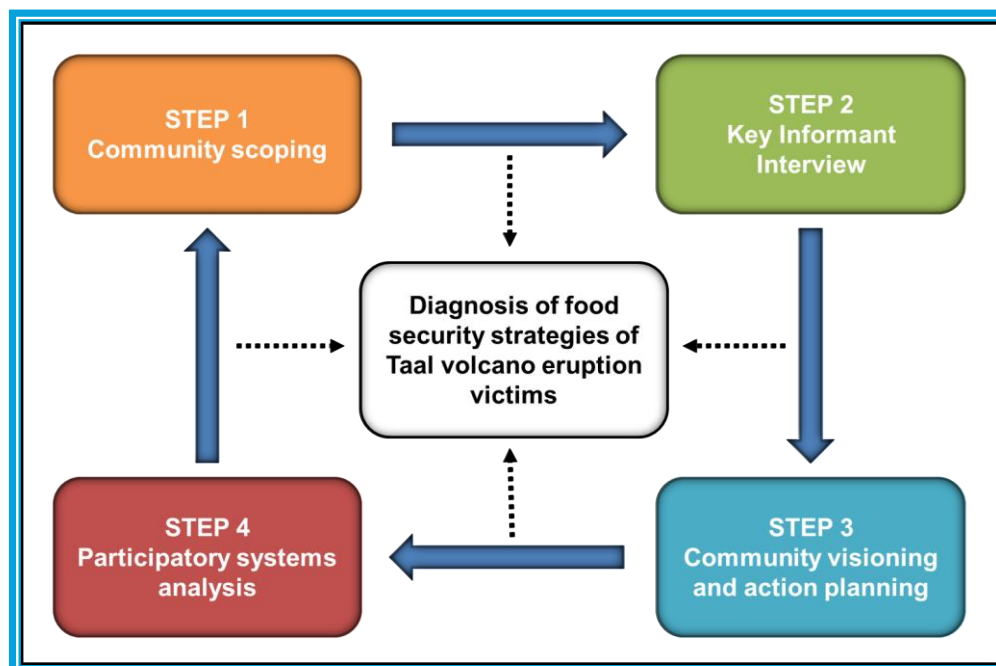 STEP 1
Community scoping
STEP 2
Key Informant
Interview
Diagnosis of food
security strategies of
Taal volcano eruption
victims
STEP 4
Participatory systems
analysis
STEP 3
Community visioning
and action planning